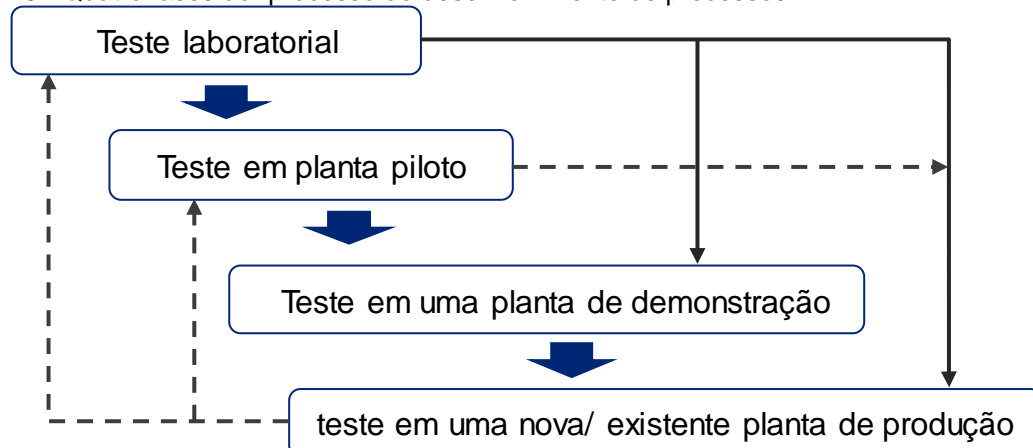 Teste laboratorial
Teste em planta piloto
Teste em uma planta de demonstração
teste em uma nova/ existente planta de produção